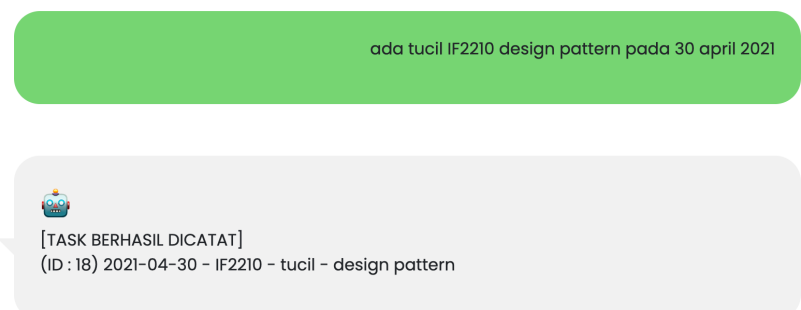 ada tucil IF2210 design pattern pada 30 april 2021
[TASK BERHASIL DICATAT]
(ID : 18) 2021-04-30 - IF2210 - tucil - design pattern